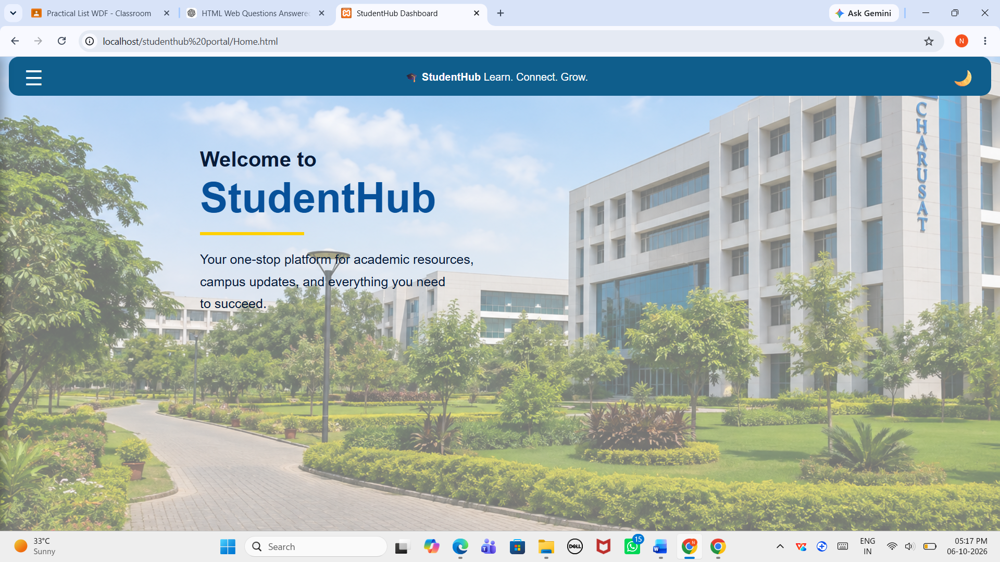 Practical List WDF - Classroom
HTML Web Questions Answered
StudentHub Dashboard
Ask Gemini
localhost/studenthub%20portal/Home.html
N
StudentHub Learn. Connect. Grow.
CHARUSAT
Welcome to
StudentHub
Your one-stop platform for academic resources,
campus updates, and everything you need
to succeed.
33°C
Sunny
Search
T
DELL
15
W
N
ENG
IN
05:17 PM
06-10-2026